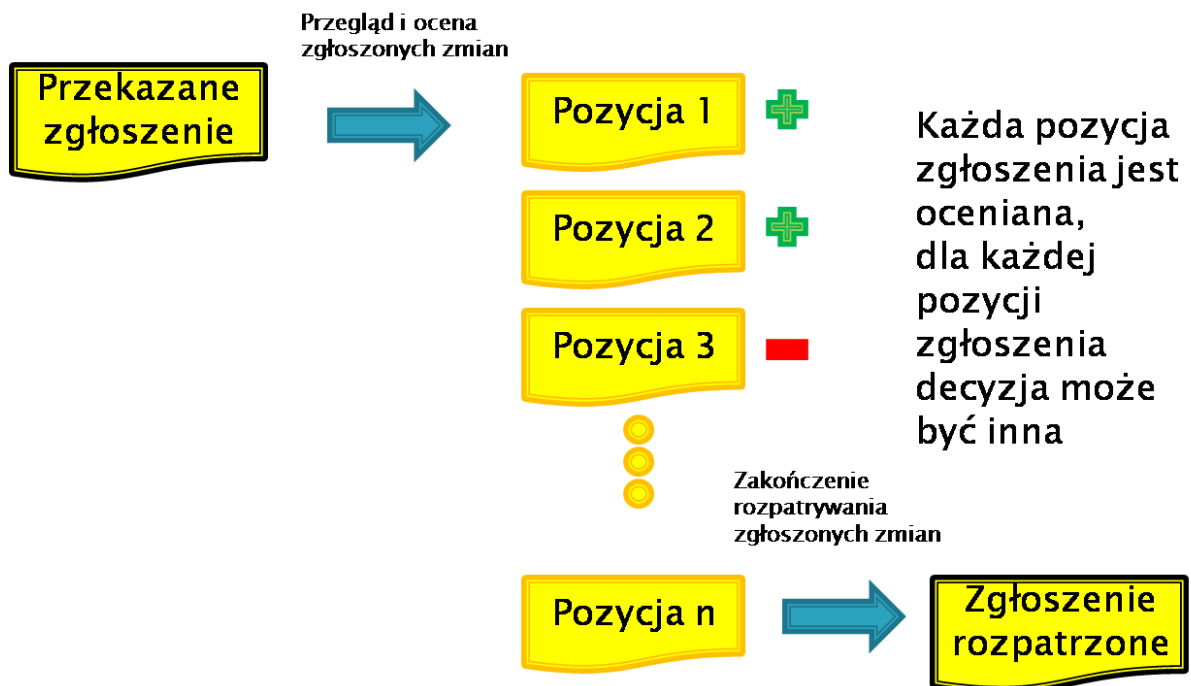 Przegląd i ocena
zgłoszonych zmian
Przekazane
zgłoszenie
Pozycja 1
Pozycja 2
Pozycja 3
Każda pozycja
zgłoszenia jest
oceniana,
dla każdej
pozycji
zgłoszenia
decyzja może
być inna
Zakończenie
rozpatrywania
zgłoszonych zmian
Pozycja n
Zgłoszenie
rozpatrzone